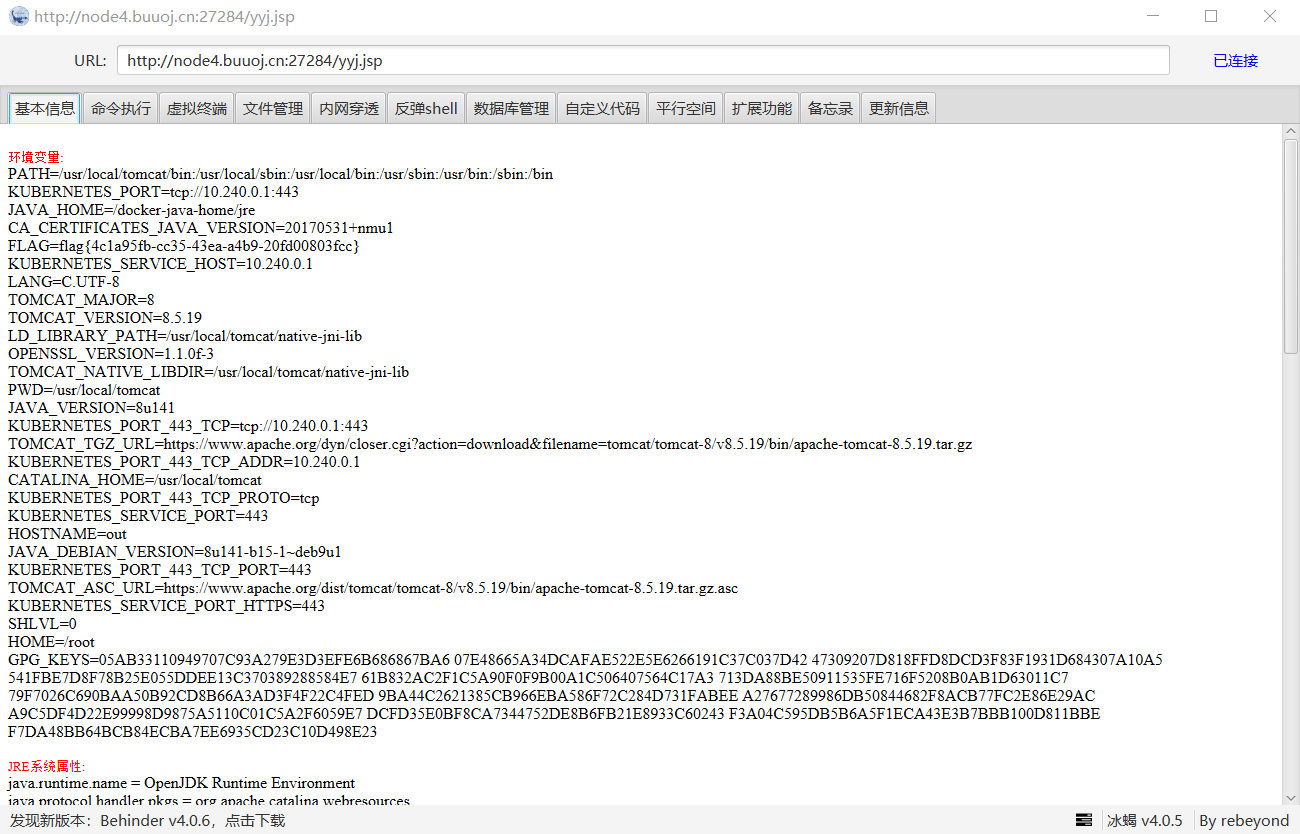 http://node4.buuoj.cn:27284/yyj.jsp
URL: http://node4.buuoj.cn:27284/yyj.jsp 已连接
基本信息 命令执行 虚拟终端 文件管理 内网穿透 反弹shell 数据库管理 自定义代码 平行空间 扩展功能 备忘录 更新信息
环境变量:
PATH=/usr/local/tomcat/bin:/usr/local/sbin:/usr/local/bin:/usr/sbin:/usr/bin:/sbin:/bin
KUBERNETES_PORT=tcp://10.240.0.1:443
JAVA_HOME=/docker-java-home/jre
CA_CERTIFICATES_JAVA_VERSION=20170531+nmu1
FLAG=flag{4c1a95fb-cc35-43ea-a4b9-20fd00803fcc}
KUBERNETES_SERVICE_HOST=10.240.0.1
LANG=C.UTF-8
TOMCAT_MAJOR=8
TOMCAT_VERSION=8.5.19
LD_LIBRARY_PATH=/usr/local/tomcat/native-jni-lib
OPENSSL_VERSION=1.1.0f-3
TOMCAT_NATIVE_LIBDIR=/usr/local/tomcat/native-jni-lib
PWD=/usr/local/tomcat
JAVA_VERSION=8u141
KUBERNETES_PORT_443_TCP=tcp://10.240.0.1:443
TOMCAT_TGZ_URL=https://www.apache.org/dyn/closer.cgi?action=download&filename=tomcat/tomcat-8/v8.5.19/bin/apache-tomcat-8.5.19.tar.gz
KUBERNETES_PORT_443_TCP_ADDR=10.240.0.1
CATALINA_HOME=/usr/local/tomcat
KUBERNETES_PORT_443_TCP_PROTO=tcp
KUBERNETES_SERVICE_PORT=443
HOSTNAME=out
JAVA_DEBIAN_VERSION=8u141-b15-1~deb9u1
KUBERNETES_PORT_443_TCP_PORT=443
TOMCAT_ASC_URL=https://www.apache.org/dist/tomcat/tomcat-8/v8.5.19/bin/apache-tomcat-8.5.19.tar.gz.asc
KUBERNETES_SERVICE_PORT_HTTPS=443
SHLVL=0
HOME=/root
GPG_KEYS=05AB33110949707C93A279E3D3EFE6B686867BA6 07E48665A34DCAFAE522E5E6266191C37C037D42 47309207D818FFD8DCD3F83F1931D684307A10A5
541FBE7D8F78B25E055DDEE13C370389288584E7 61B832AC2F1C5A90F0F9B00A1C506407564C17A3 713DA88BE50911535FE716F5208B0AB1D63011C7
79F7026C690BAA50B92CD8B66A3AD3F4F22C4FED 9BA44C2621385CB966EBA586F72C284D731FABEE A27677289986DB50844682F8ACB77FC2E86E29AC
A9C5DF4D22E99998D9875A5110C01C5A2F6059E7 DCFD35E0BF8CA7344752DE8B6FB21E8933C60243 F3A04C595DB5B6A5F1ECA43E3B7BBB100D811BBE
F7DA48BB64BCB84ECBA7EE6935CD23C10D498E23
JRE系统属性:
java.runtime.name = OpenJDK Runtime Environment
java.protocol.handler.pkgs = org.apache.catalina.webresources
发现新版本：Behinder v4.0.6，点击下载 冰蝎 v4.0.5 By rebeyond